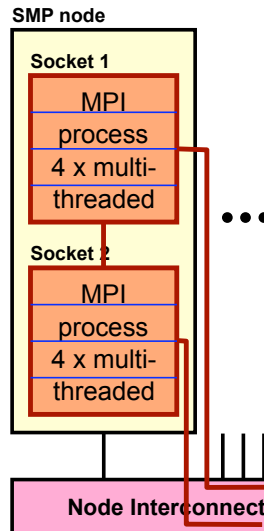 SMP node
Socket 1
MPI
process
4 x multi-
threaded
Socket 2
MPI
process
4 x multi-
threaded
Node Interconnect